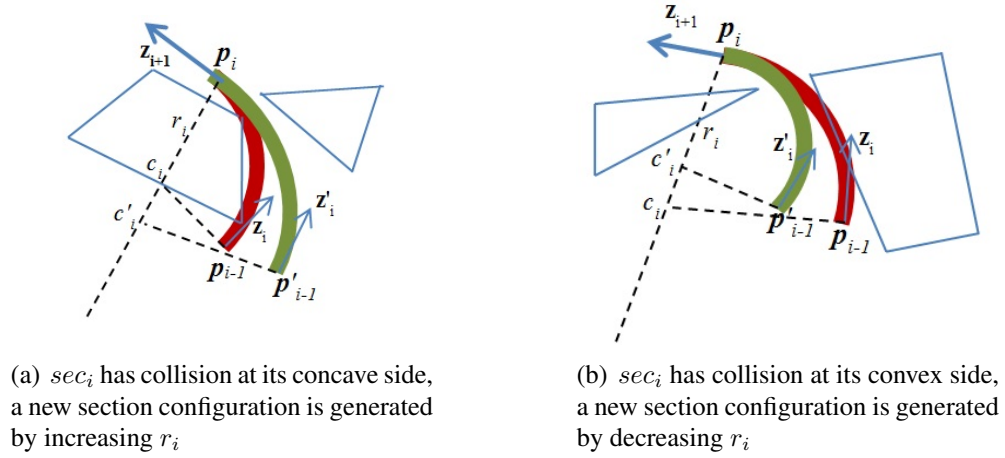 z_{i+1}
p_i
r_i
c_i
c'_i
z_i
z'_i
p_{i-1}
p'_{i-1}
z_{i+1}
p_i
r_i
z'_i
z_i
c'_i
c_i
p'_{i-1}
p_{i-1}
(a) sec_i has collision at its concave side,
a new section configuration is generated
by increasing r_i
(b) sec_i has collision at its convex side,
a new section configuration is generated
by decreasing r_i